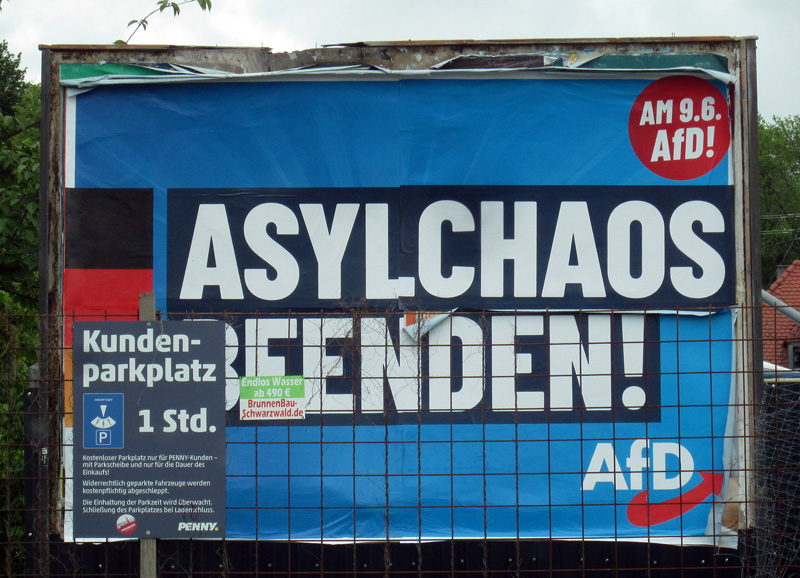 AM 9.6.
AfD!
ASYLCHAOS
BEENDEN!
AfD
Kunden-
parkplatz
P
1 Std.
Kostenloser Parkplatz nur für PENNY-Kunden –
mit Parkscheibe und nur für die Dauer des
Einkaufs!
Widerrechtlich geparkte Fahrzeuge werden
kostenpflichtig abgeschleppt.
Die Einhaltung der Parkzeit wird überwacht.
Schließung des Parkplatzes bei Ladenschluss.
PENNY.
Endlos Wasser
ab 490 €
BrunnenBau-
Schwarzwald.de